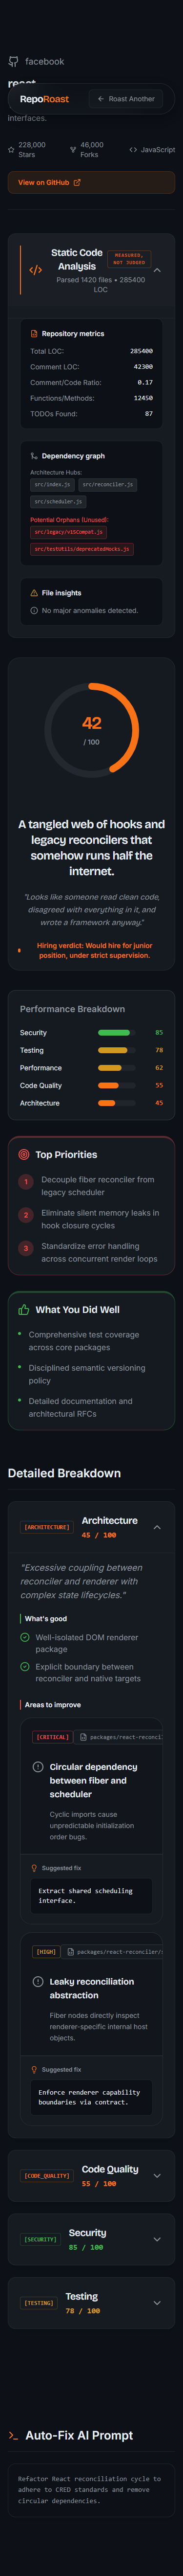 facebook
react
RepoRoast
Roast Another
interfaces.
228,000
Stars
46,000
Forks
JavaScript
View on GitHub
Static Code
Analysis
MEASURED,
NOT JUDGED
Parsed 1420 files • 285400
LOC
Repository metrics
Total LOC: 285400
Comment LOC: 42300
Comment/Code Ratio: 0.17
Functions/Methods: 12450
TODOs Found: 87
Dependency graph
Architecture Hubs:
src/index.js src/reconciler.js
src/scheduler.js
Potential Orphans (Unused):
src/legacy/v16Compat.js
src/testUtils/deprecatedHocks.js
File insights
No major anomalies detected.
42
/ 100
A tangled web of hooks and
legacy reconcilers that
somehow runs half the
internet.
"Looks like someone read clean code,
disagreed with everything in it, and
wrote a framework anyway."
Hiring verdict: Would hire for junior
position, under strict supervision.
Performance Breakdown
Security 85
Testing 78
Performance 62
Code Quality 55
Architecture 45
Top Priorities
1 Decouple fiber reconciler from
legacy scheduler
2 Eliminate silent memory leaks in
hook closure cycles
3 Standardize error handling
across concurrent render loops
What You Did Well
Comprehensive test coverage
across core packages
Disciplined semantic versioning
policy
Detailed documentation and
architectural RFCs
Detailed Breakdown
[ARCHITECTURE]
Architecture
45 / 100
"Excessive coupling between
reconciler and renderer with
complex state lifecycles."
What's good
Well-isolated DOM renderer
package
Explicit boundary between
reconciler and native targets
Areas to improve
[CRITICAL] packages/react-reconcil
Circular dependency
between fiber and
scheduler
Cyclic imports cause
unpredictable initialization
order bugs.
Suggested fix
Extract shared scheduling
interface.
[HIGH] packages/react-reconciler/s
Leaky reconciliation
abstraction
Fiber nodes directly inspect
renderer-specific internal host
objects.
Suggested fix
Enforce renderer capability
boundaries via contract.
[CODE_QUALITY]
Code Quality
55 / 100
[SECURITY]
Security
85 / 100
[TESTING]
Testing
78 / 100
Auto-Fix AI Prompt
Refactor React reconciliation cycle to
adhere to CRED standards and remove
circular dependencies.